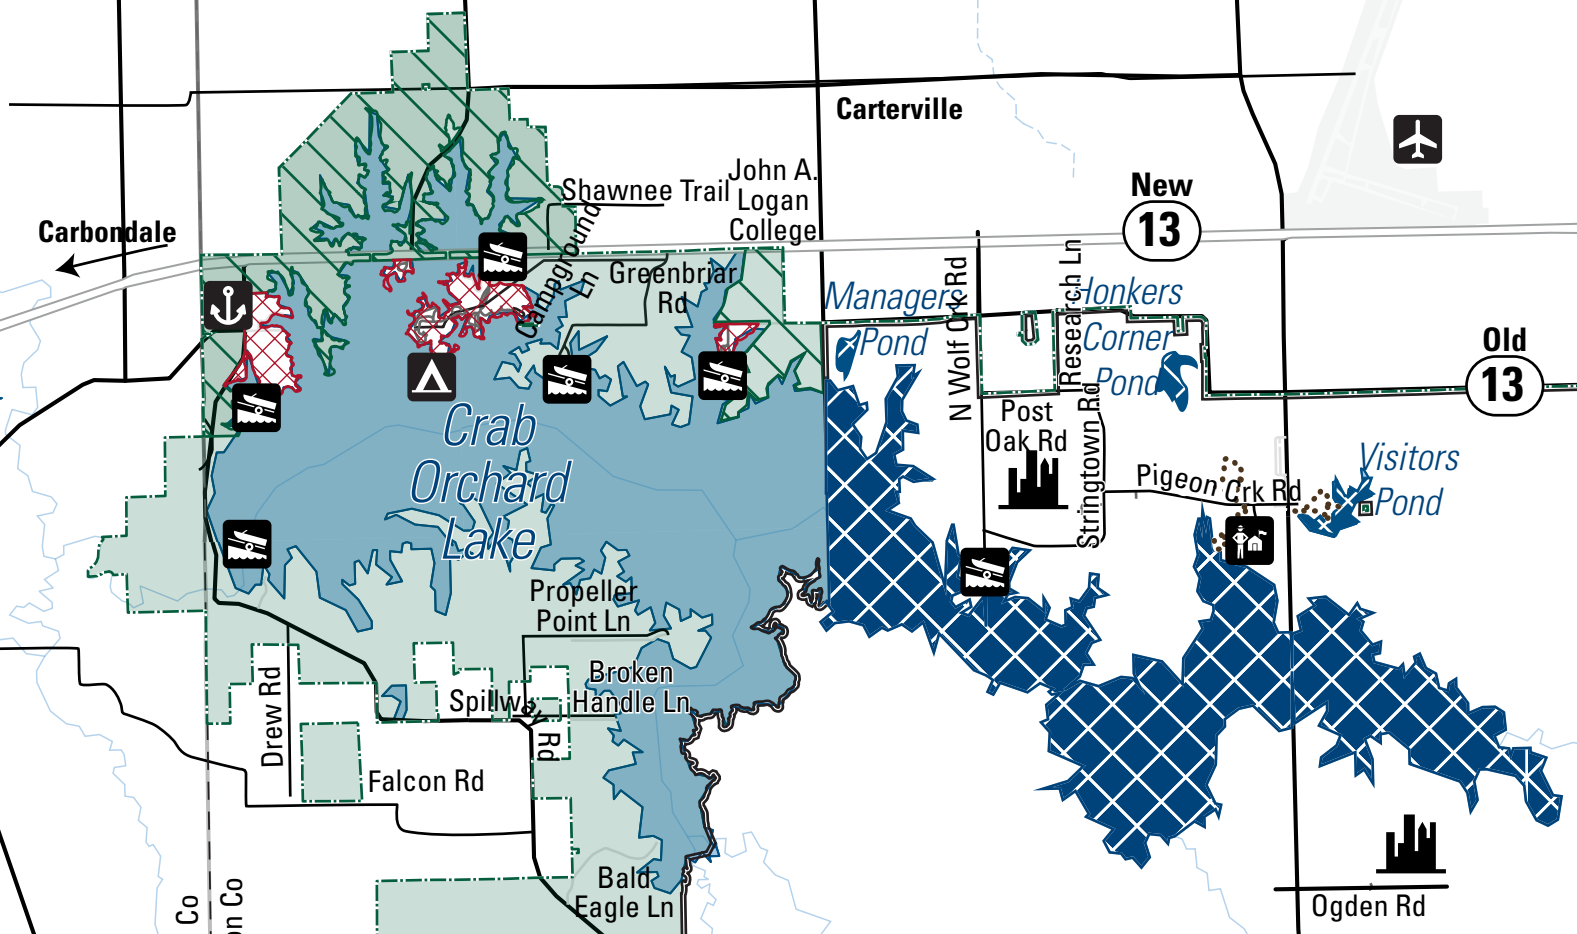 Carterville
John A.
Logan
College
Shawnee Trail
New
13
Carbondale
Campground
Ln
Greenbriar
Rd
Managers
Pond
N Wolf Crk Rd
Research Ln
Honkers
Corner
Pond
Old
13
Crab
Orchard
Lake
Post
Oak Rd
Stringtown Rd
Pigeon Crk Rd
Visitors
Pond
Propeller
Point Ln
Broken
Handle Ln
Spillway
Rd
Drew Rd
Falcon Rd
Bald
Eagle Ln
Ogden Rd
Co
on Co